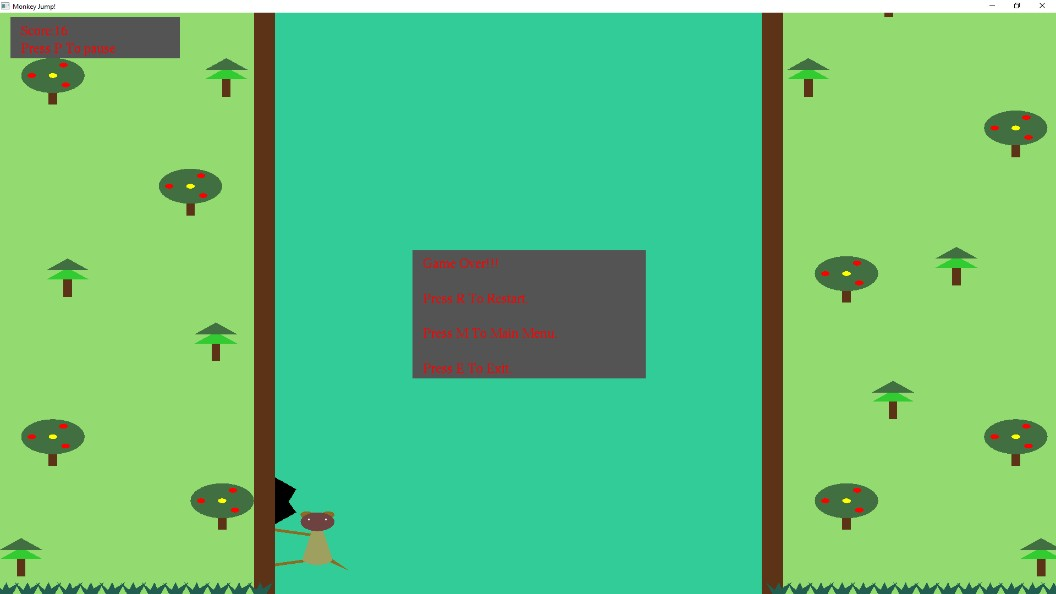 Monkey Jump!
Score:16
Press P To pause
Game Over!!!
Press R To Restart
Press M To Main Menu
Press E To Exit